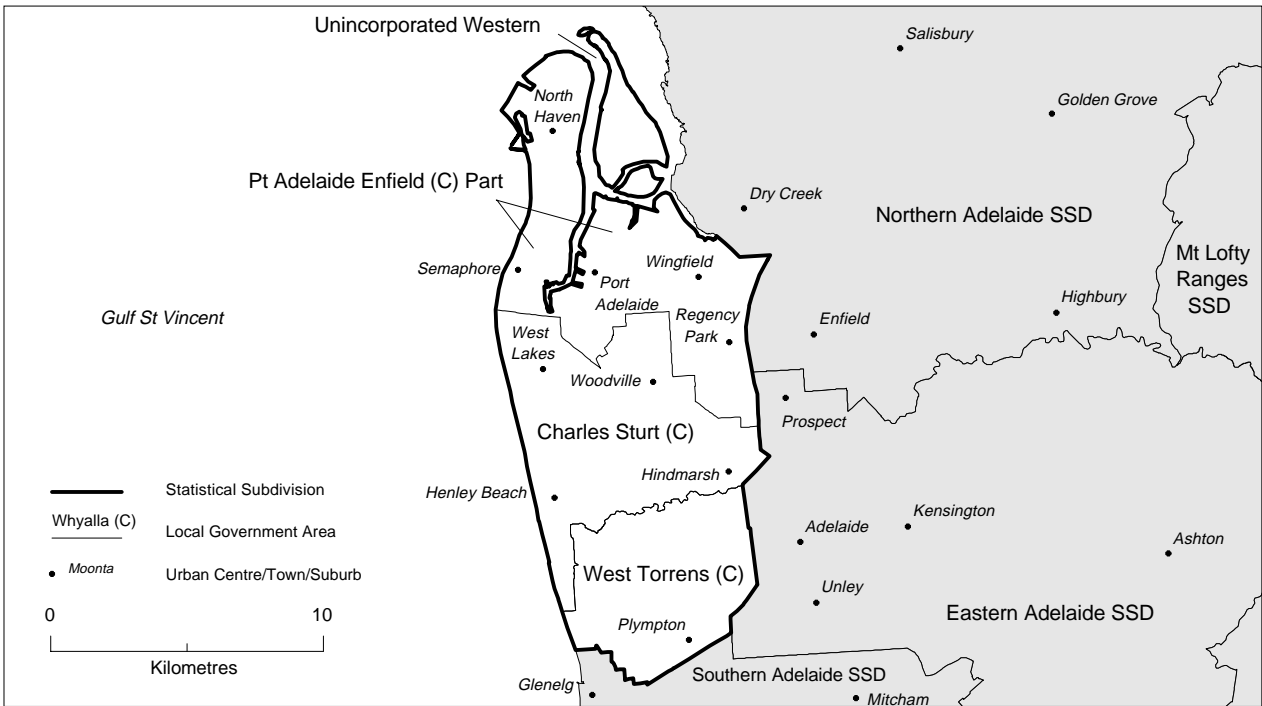 Unincorporated Western
Salisbury
North
Haven
Golden Grove
Pt Adelaide Enfield (C) Part
Dry Creek
Northern Adelaide SSD
Mt Lofty
Ranges
SSD
Semaphore
Wingfield
Port
Adelaide
Highbury
Gulf St Vincent
Regency
Park
Enfield
West
Lakes
Woodville
Prospect
Charles Sturt (C)
Hindmarsh
Henley Beach
Kensington
Adelaide
Ashton
West Torrens (C)
Unley
Eastern Adelaide SSD
Plympton
Southern Adelaide SSD
Glenelg
Mitcham
Statistical Subdivision
Whyalla (C)
Local Government Area
Moonta
Urban Centre/Town/Suburb
0 10
Kilometres